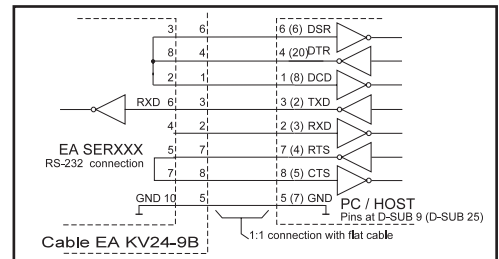 3 6 6 (6) DSR
8 4 4 (20) DTR
2 1 1 (8) DCD
RXD 6 3 3 (2) TXD
4 2 2 (3) RXD
EA SERXXX 5 7 7 (4) RTS
RS-232 connection
7 8 8 (5) CTS
GND 10 5 5 (7) GND
PC / HOST
Pins at D-SUB 9 (D-SUB 25)
1:1 connection with flat cable
Cable EA KV24-9B